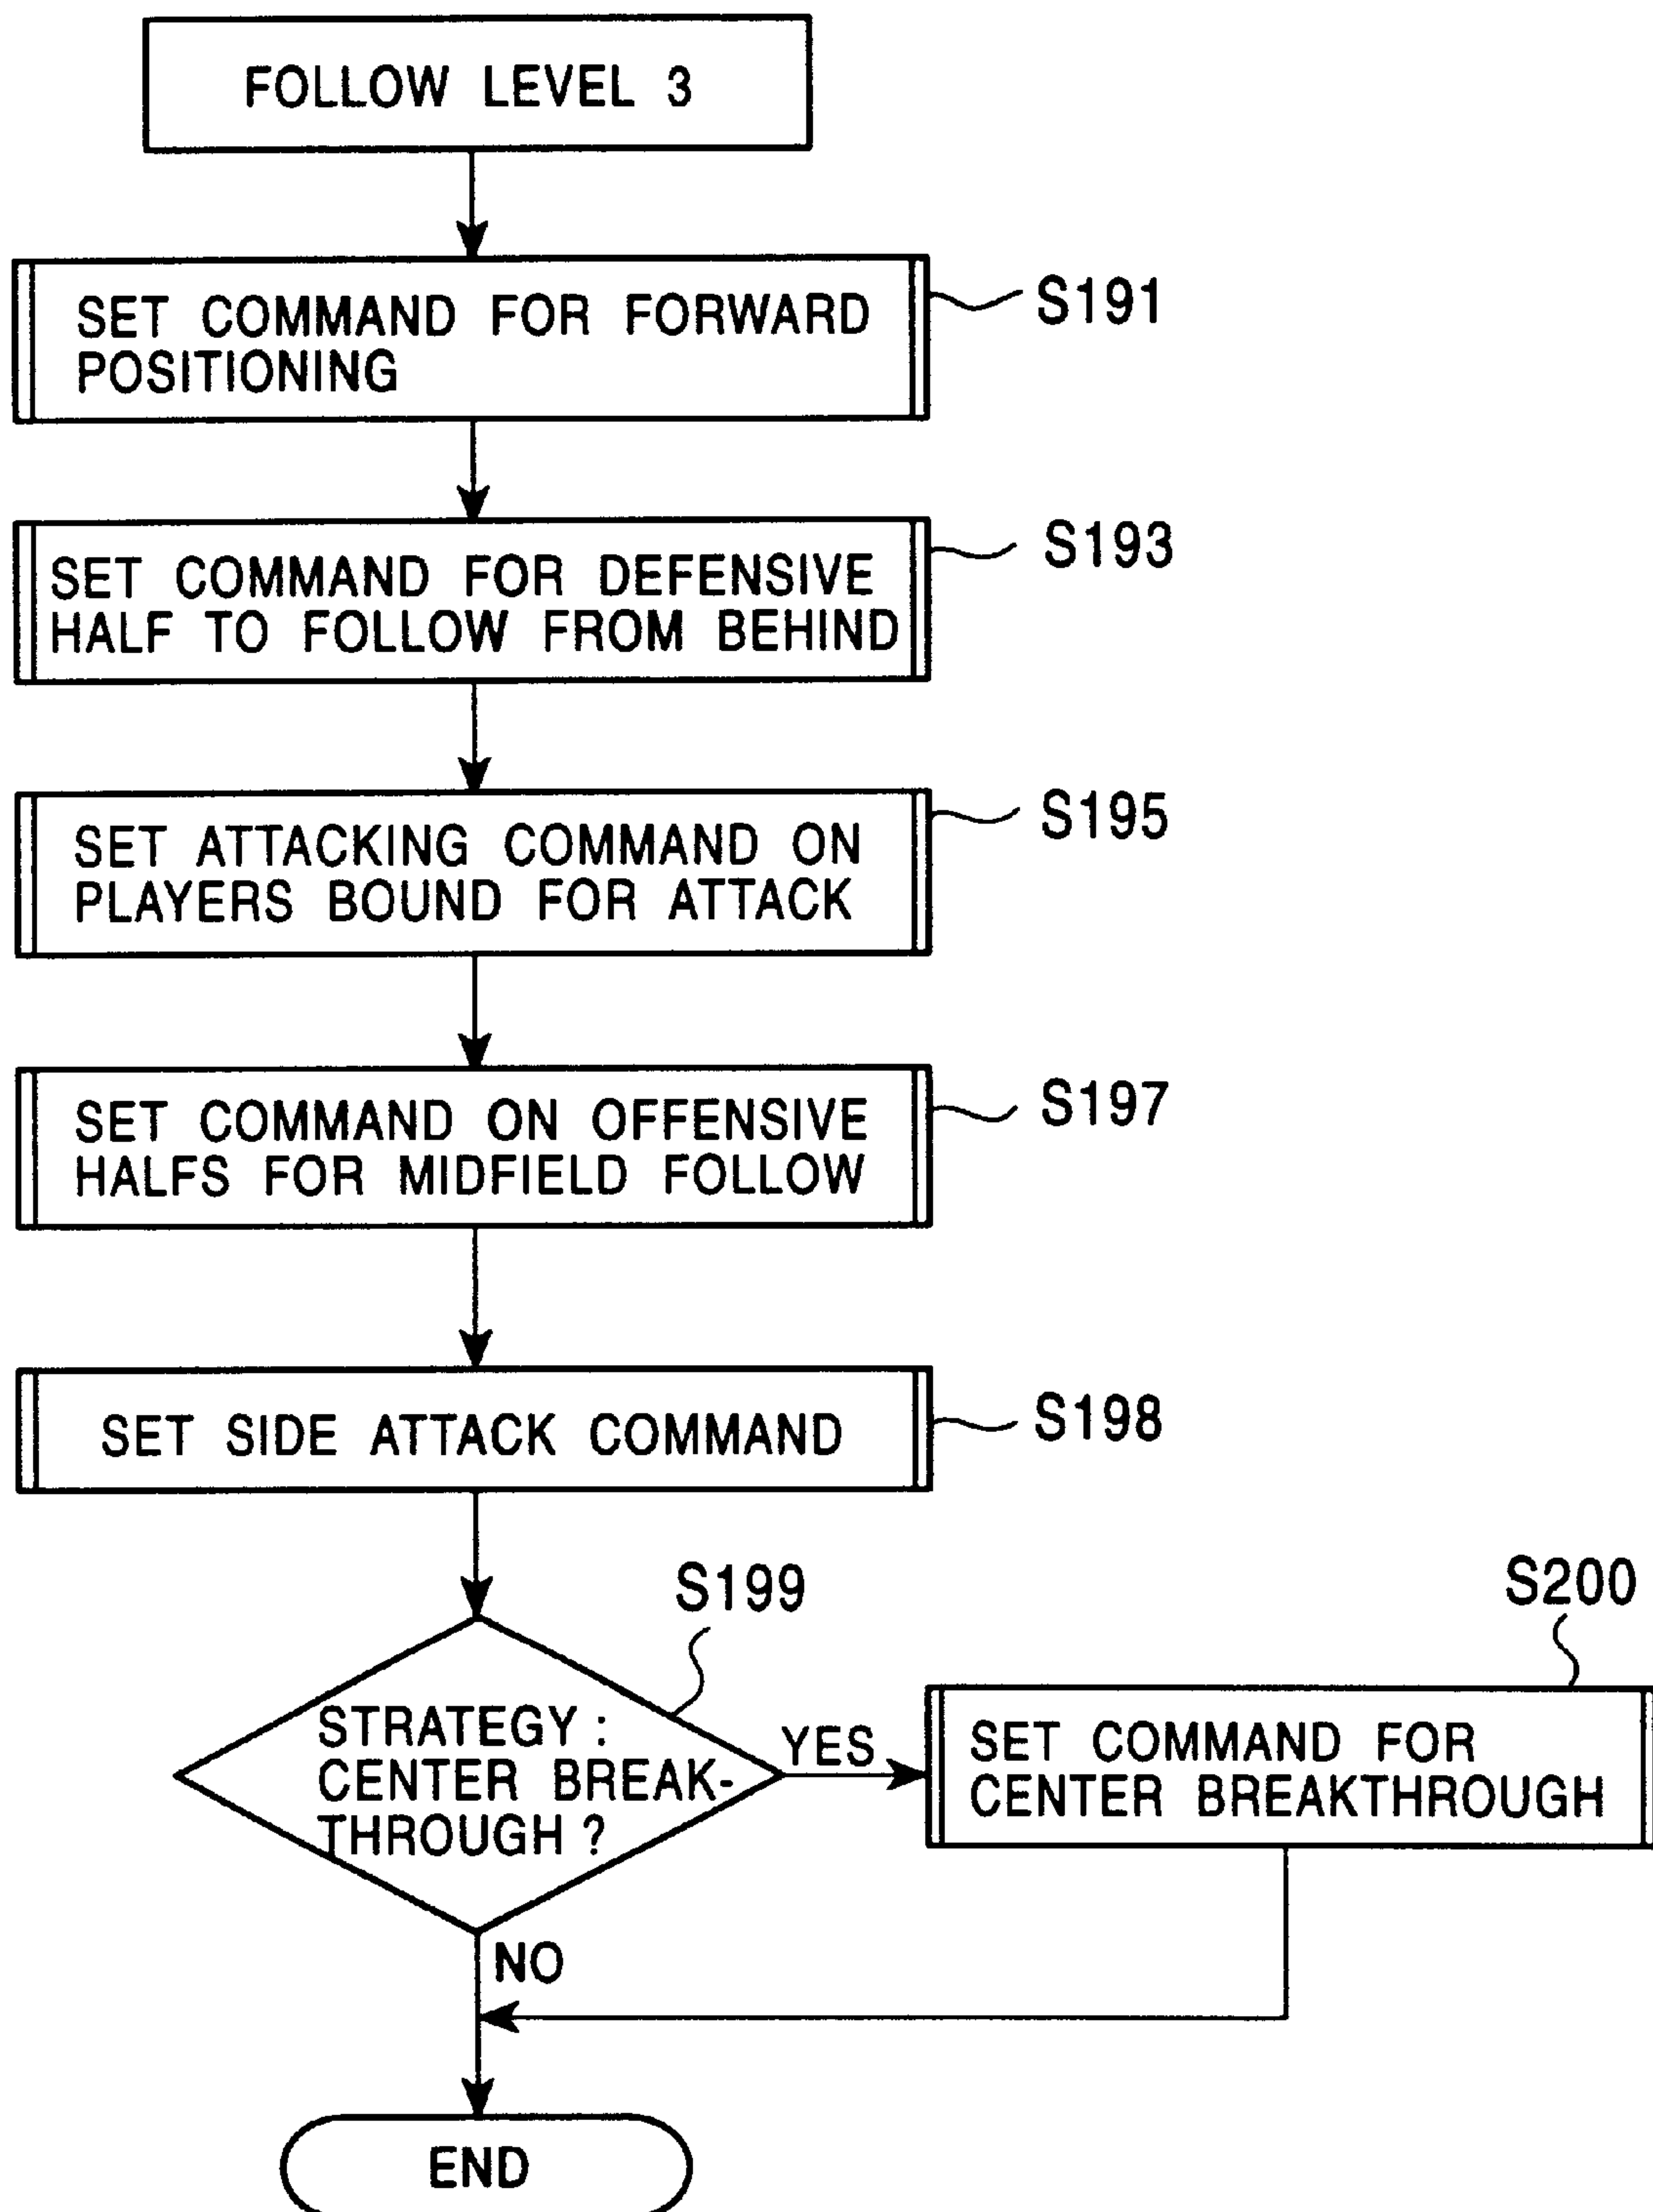 FOLLOW LEVEL 3
SET COMMAND FOR FORWARD
POSITIONING
S191
SET COMMAND FOR DEFENSIVE
HALF TO FOLLOW FROM BEHIND
S193
SET ATTACKING COMMAND ON
PLAYERS BOUND FOR ATTACK
S195
SET COMMAND ON OFFENSIVE
HALFS FOR MIDFIELD FOLLOW
S197
SET SIDE ATTACK COMMAND
S198
S199
STRATEGY :
CENTER BREAK-
THROUGH ?
YES
S200
SET COMMAND FOR
CENTER BREAKTHROUGH
NO
END